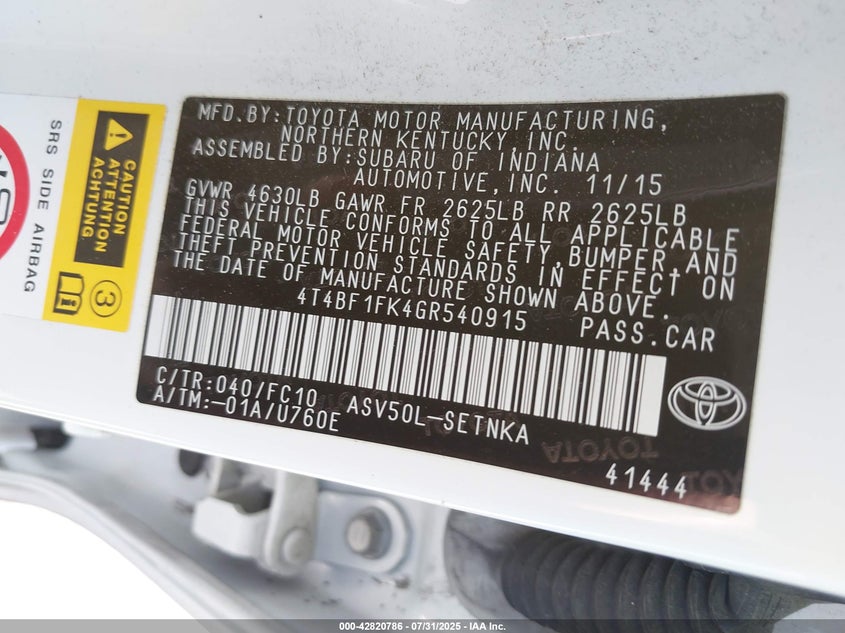 SRS SIDE AIRBAG
CAUTION
ATTENTION
ACHTUNG
3
MFD.BY:TOYOTA MOTOR MANUFACTURING,
NORTHERN KENTUCKY INC.
ASSEMBLED BY:SUBARU OF INDIANA
AUTOMOTIVE,INC. 11/15
GVWR 4630LB GAWR FR 2625LB RR 2625LB
THIS VEHICLE CONFORMS TO ALL APPLICABLE
FEDERAL MOTOR VEHICLE SAFETY,BUMPER,AND
THEFT PREVENTION STANDARDS IN EFFECT ON
THE DATE OF MANUFACTURE SHOWN ABOVE.
4T4BF1FK4GR540915 PASS.CAR
C/TR:040/FC10 ASV50L-SETNKA
A/TM:-01A/U760E
TOYOTA
41444
000-42820786 - 07/31/2025 - IAA Inc.